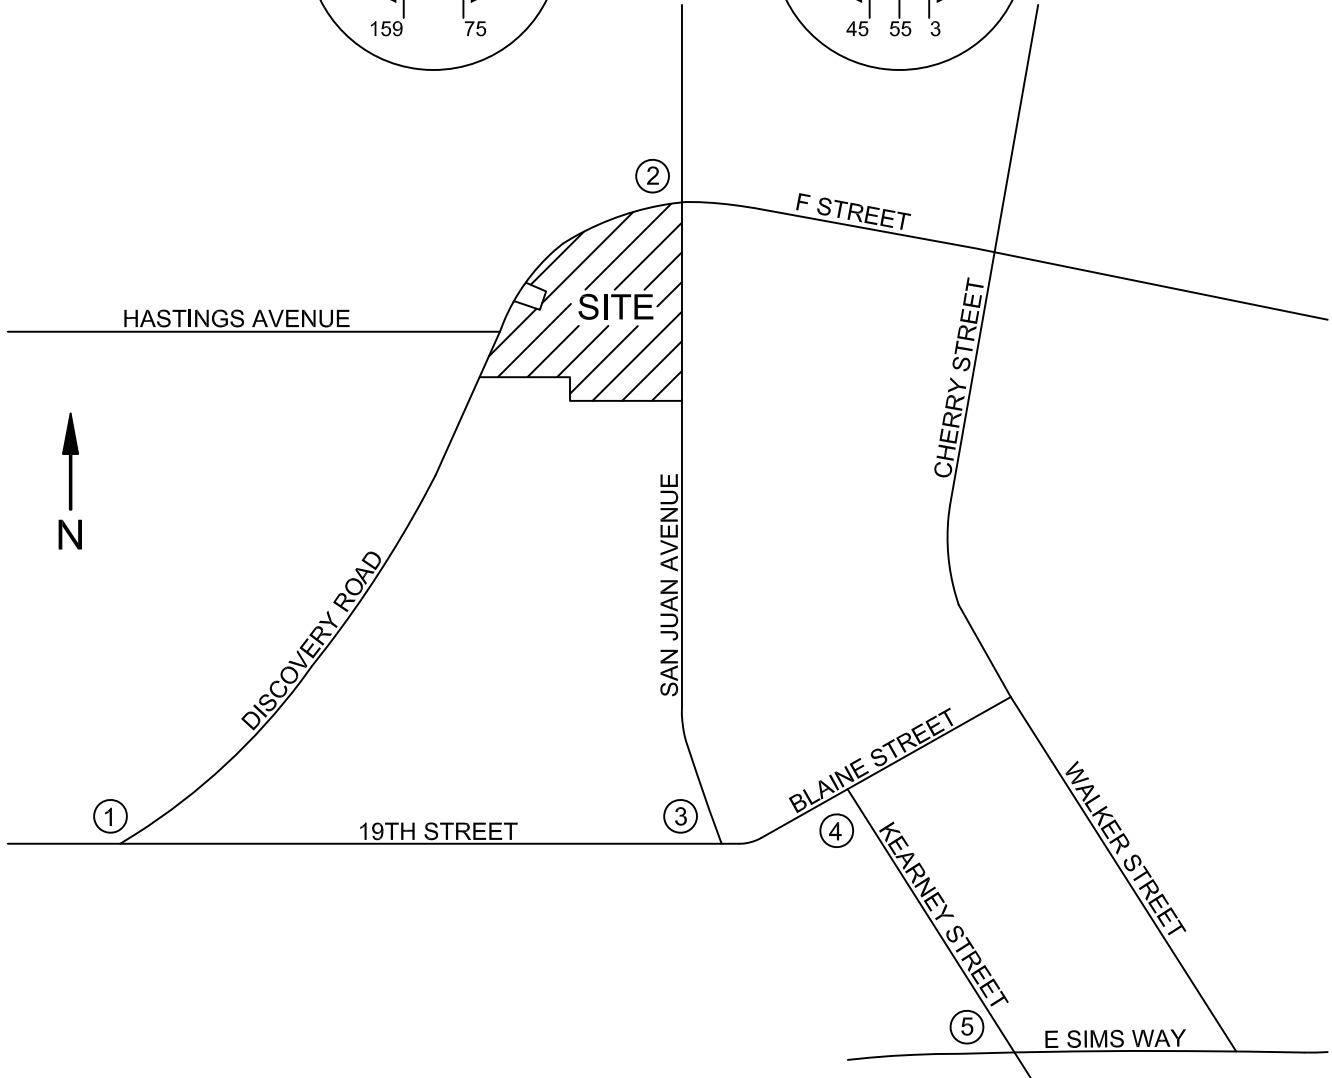 159 75
45 55 3
2
F STREET
SITE
HASTINGS AVENUE
CHERRY STREET
N
SAN JUAN AVENUE
DISCOVERY ROAD
BLAINE STREET
WALKER STREET
1
19TH STREET
3
4
KEARNEY STREET
5
E SIMS WAY